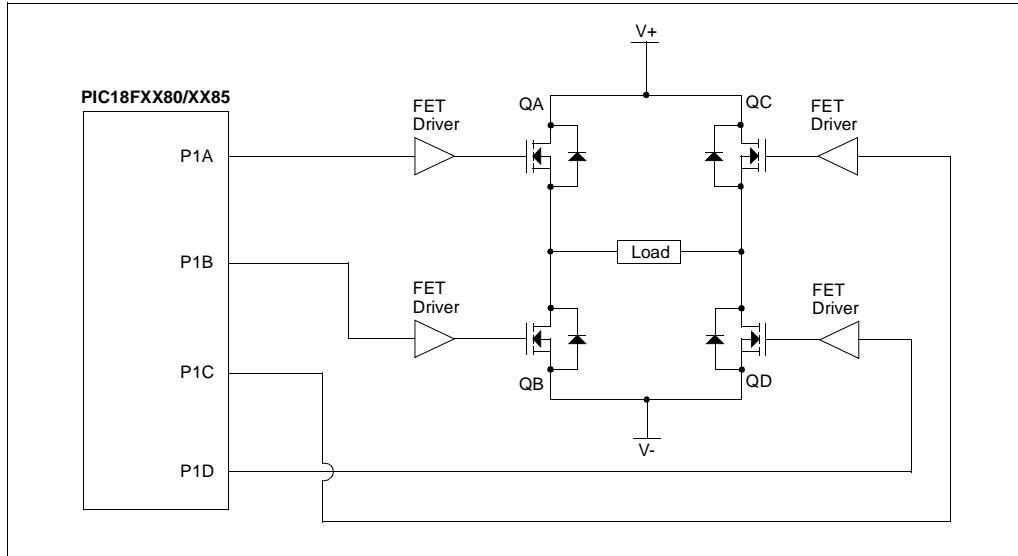 V+
PIC18FXX80/XX85
FET
Driver
QA
QC
FET
Driver
P1A
P1B
Load
FET
Driver
FET
Driver
P1C
QB
QD
V-
P1D